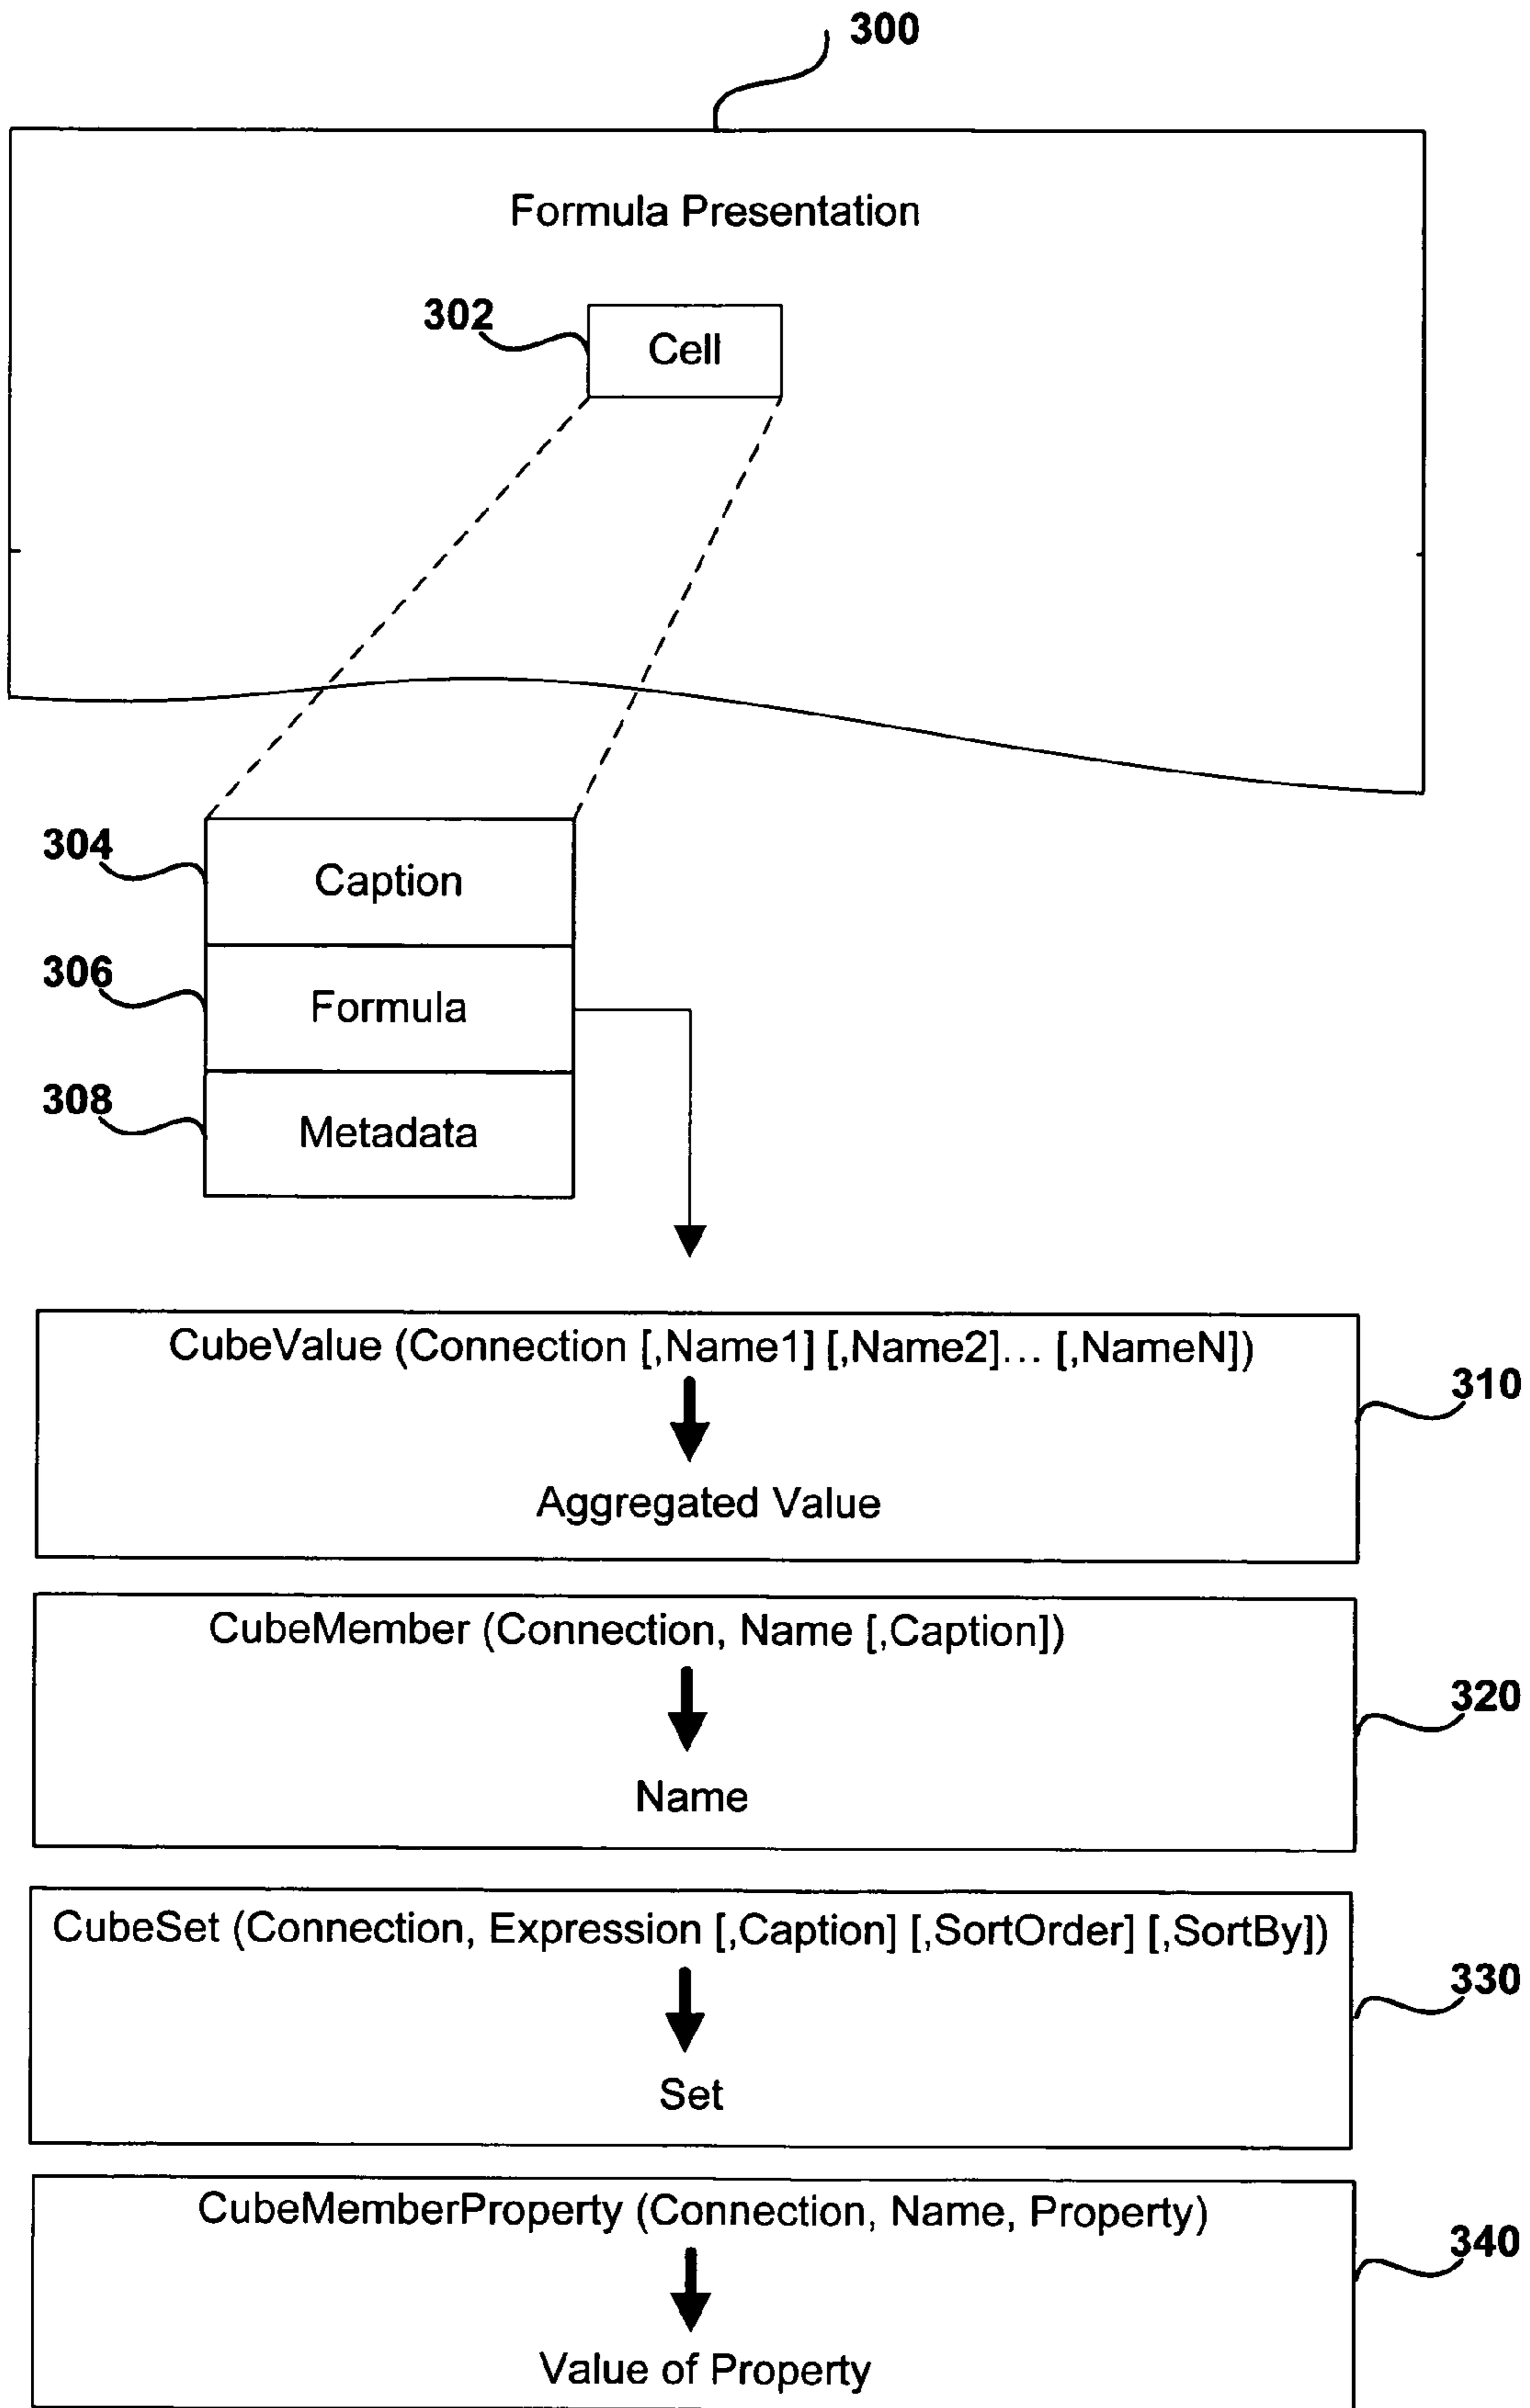 300
Formula Presentation
302
Cell
304
Caption
306
Formula
308
Metadata
CubeValue (Connection [,Name1] [,Name2]... [,NameN])
310
Aggregated Value
CubeMember (Connection, Name [,Caption])
320
Name
CubeSet (Connection, Expression [,Caption] [,SortOrder] [,SortBy])
330
Set
CubeMemberProperty (Connection, Name, Property)
340
Value of Property